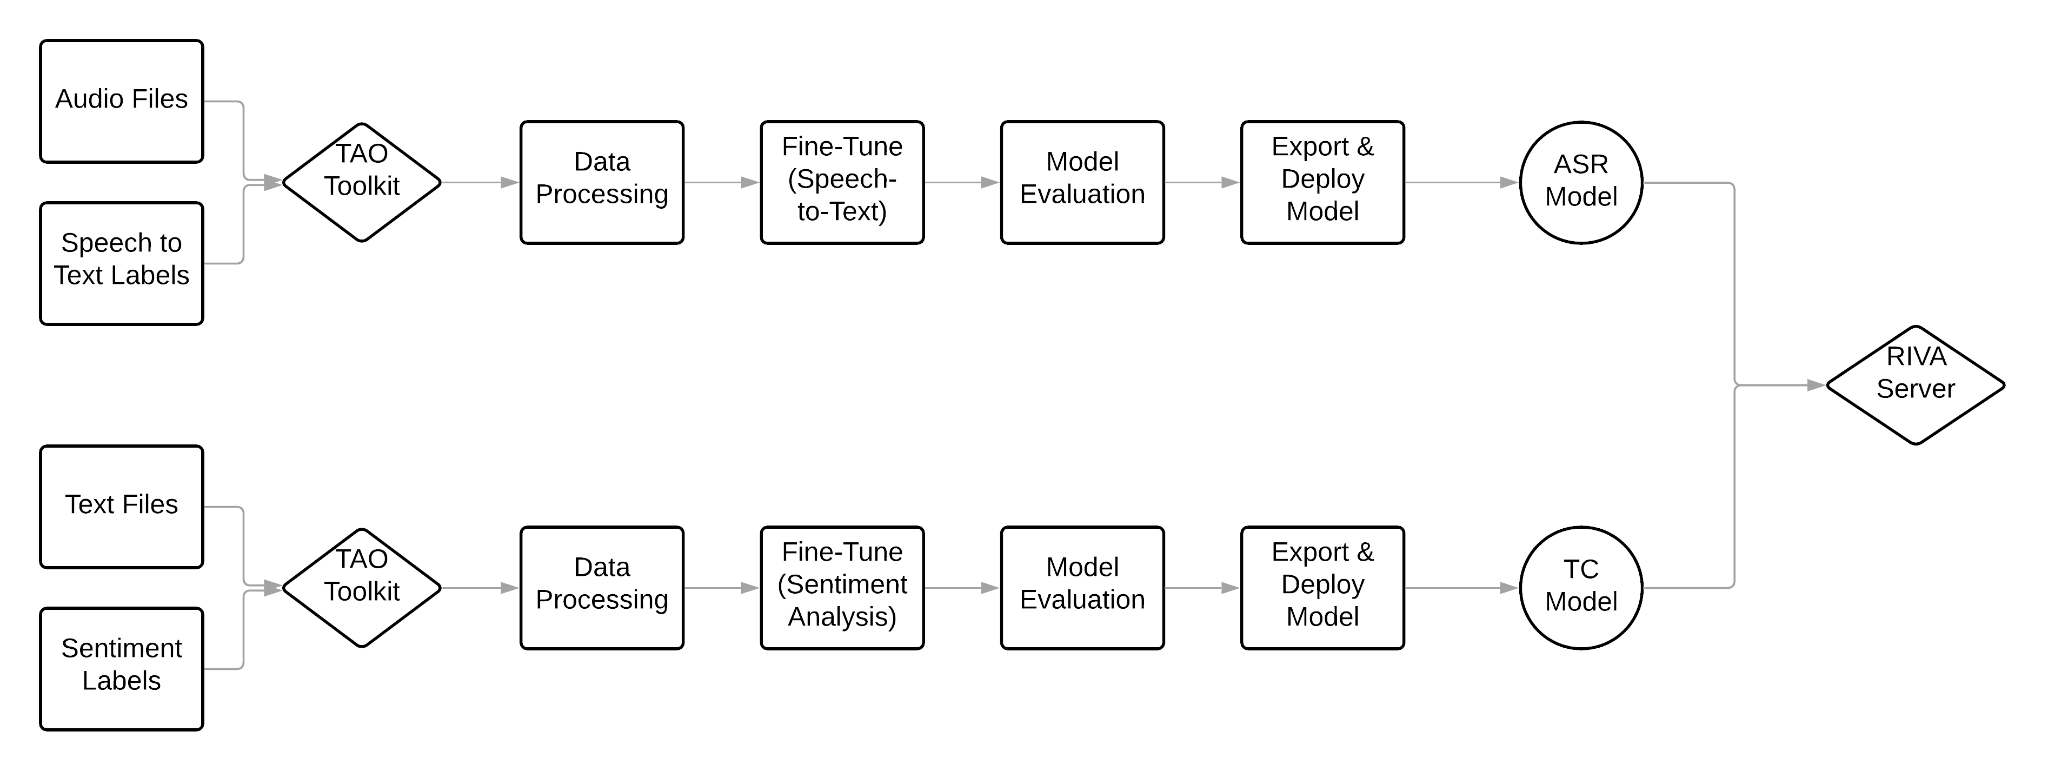 Audio Files
Speech to
Text Labels
TAO
Toolkit
Data
Processing
Fine-Tune
(Speech-
to-Text)
Model
Evaluation
Export &
Deploy
Model
ASR
Model
RIVA
Server
Text Files
Sentiment
Labels
TAO
Toolkit
Data
Processing
Fine-Tune
(Sentiment
Analysis)
Model
Evaluation
Export &
Deploy
Model
TC
Model